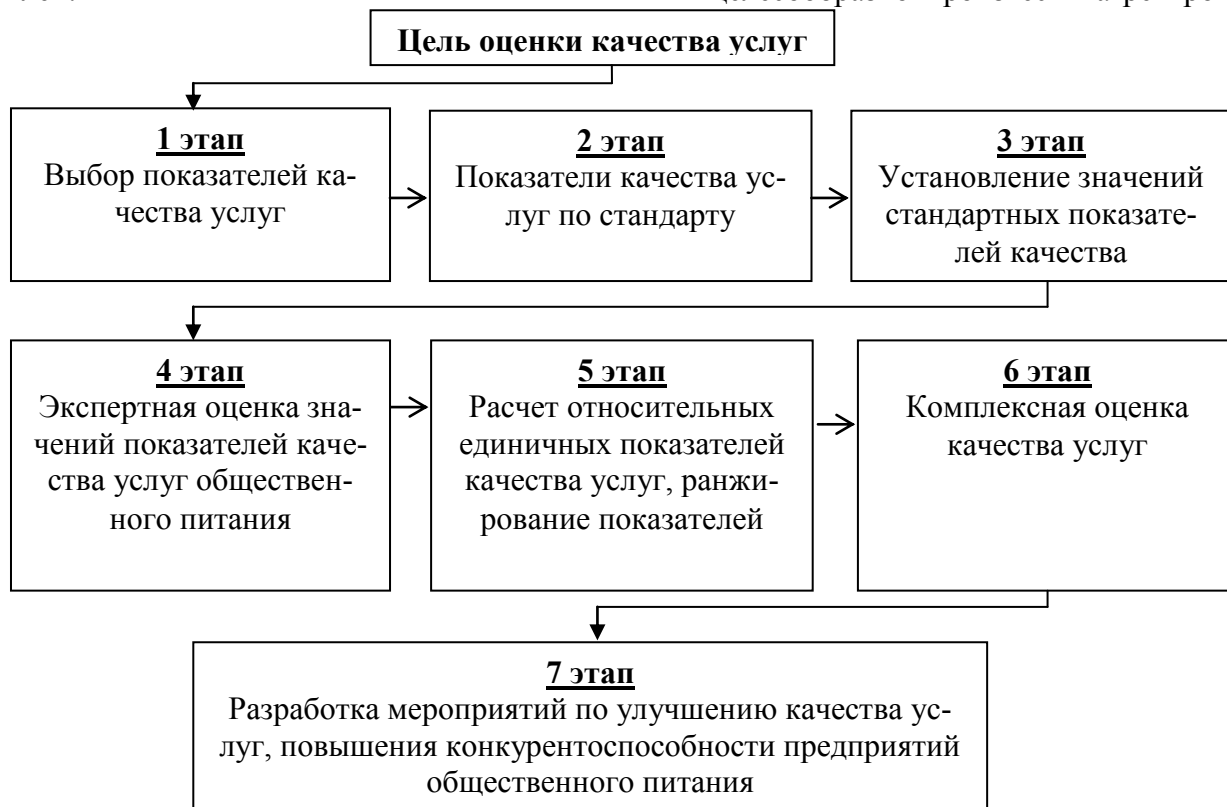 Цель оценки качества услуг
1 этап
Выбор показателей ка-
чества услуг
2 этап
Показатели качества ус-
луг по стандарту
3 этап
Установление значений
стандартных показате-
лей качества
4 этап
Экспертная оценка зна-
чений показателей каче-
ства услуг обществен-
ного питания
5 этап
Расчет относительных
единичных показателей
качества услуг, ранжи-
рование показателей
6 этап
Комплексная оценка
качества услуг
7 этап
Разработка мероприятий по улучшению качества ус-
луг, повышения конкурентоспособности предприятий
общественного питания